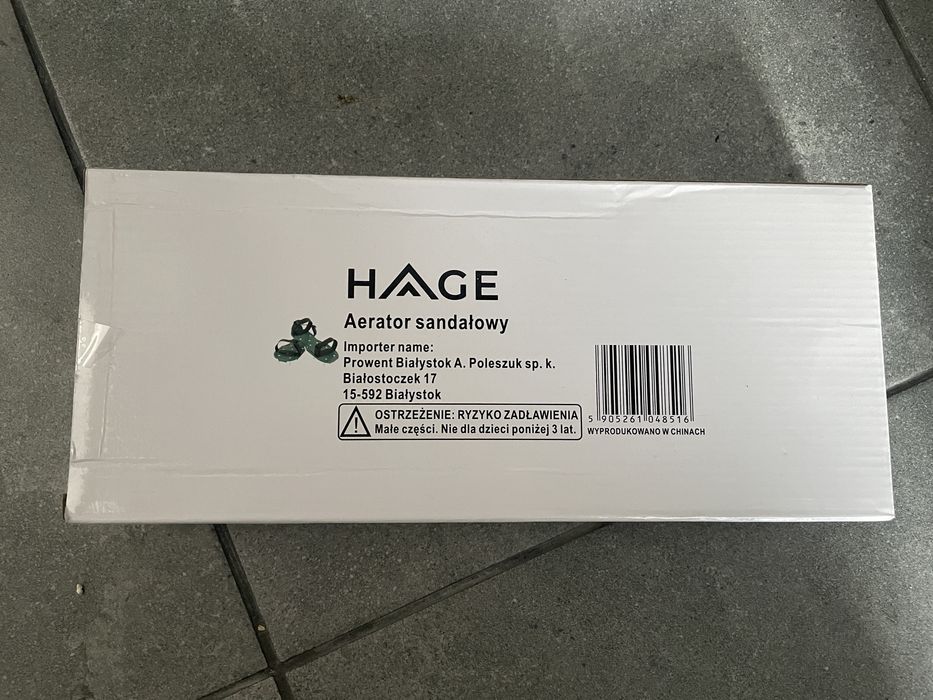 HAGE
Aerator sandałowy
Importer name:
Prowent Białystok A. Poleszuk sp. k.
Białostoczek 17
15-592 Białystok
OSTRZEŻENIE: RYZYKO ZADŁAWIENIA
Małe części. Nie dla dzieci poniżej 3 lat.
5 905261 048516
WYPRODUKOWANO W CHINACH